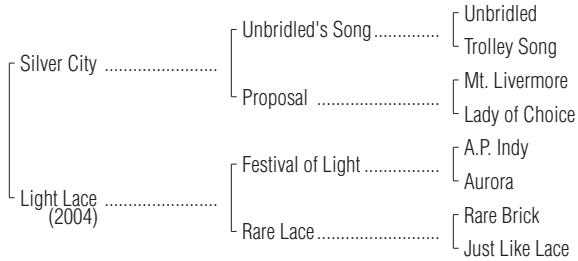 Unbridled
Unbridled's Song
Trolley Song
Silver City
Mt. Livermore
Proposal
Lady of Choice
A.P. Indy
Festival of Light
Aurora
Light Lace
(2004)
Rare Brick
Rare Lace
Just Like Lace